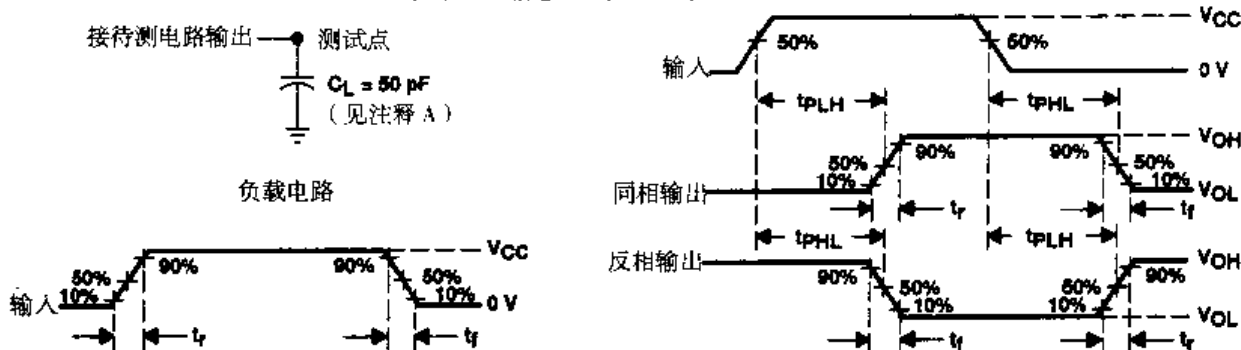 接待测电路输出 测试点
CL = 50 pF
(见注释 A)
负载电路
输入 10% 50% 90% 90% 50% 10% VCC 0 V
tr tf
输入 50% 50% VCC 0 V
tPLH tPHL
同相输出 10% 50% 90% 90% 50% 10% VOH VOL
tr tf
tPHL tPLH
反相输出 90% 50% 10% 10% 50% 90% VOH VOL
tf tr